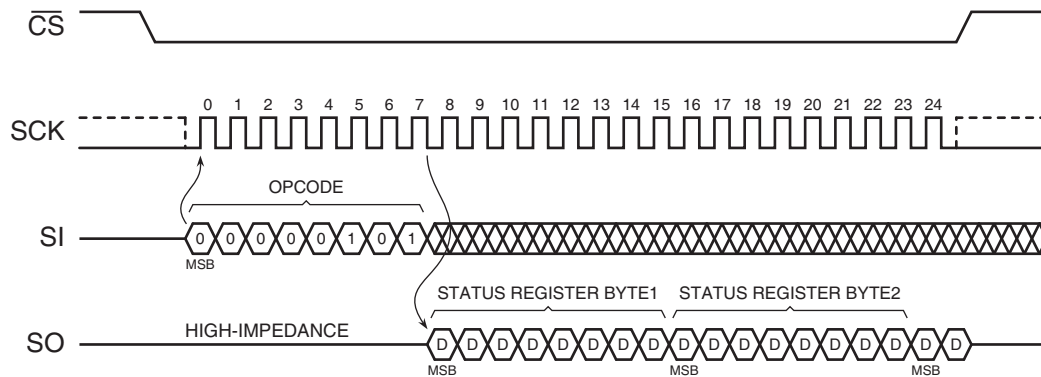 C̅S̅
0 1 2 3 4 5 6 7 8 9 10 11 12 13 14 15 16 17 18 19 20 21 22 23 24
SCK
OPCODE
SI 0 0 0 0 0 1 0 1
MSB
STATUS REGISTER BYTE1 STATUS REGISTER BYTE2
HIGH-IMPEDANCE
SO D D D D D D D D D D D D D D D D D D
MSB MSB MSB